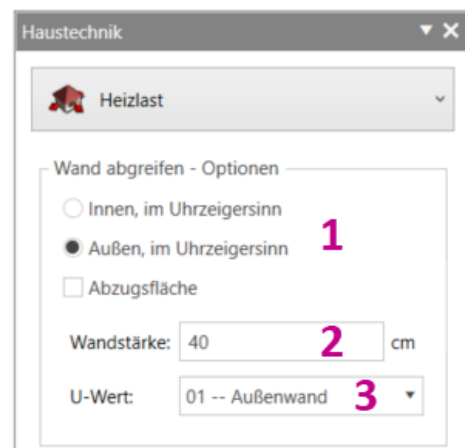 Haustechnik
Heizlast
Wand abgreifen - Optionen
Innen, im Uhrzeigersinn
1
Außen, im Uhrzeigersinn
Abzugsfläche
Wandstärke: 40 2 cm
U-Wert: 01 -- Außenwand 3